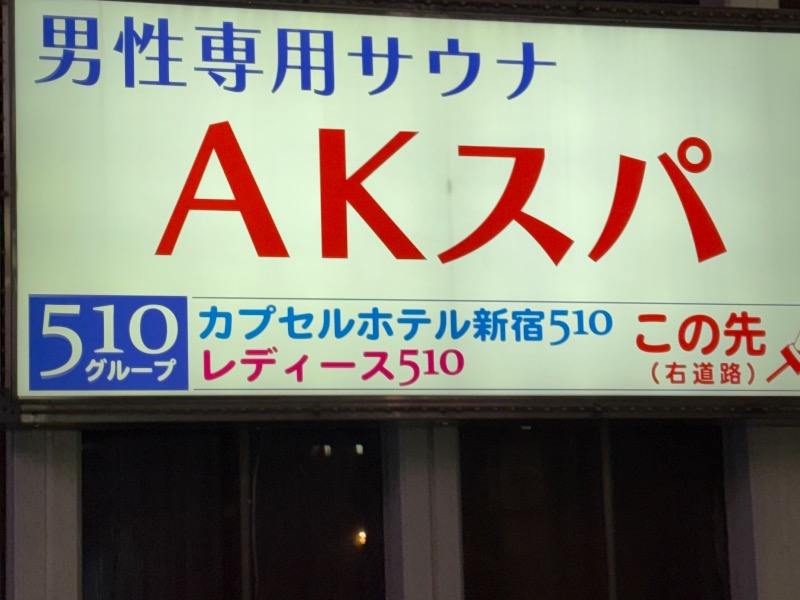 男性専用サウナ
AKスパ
510
グループ
カプセルホテル新宿510
レディース510
この先
(右道路)